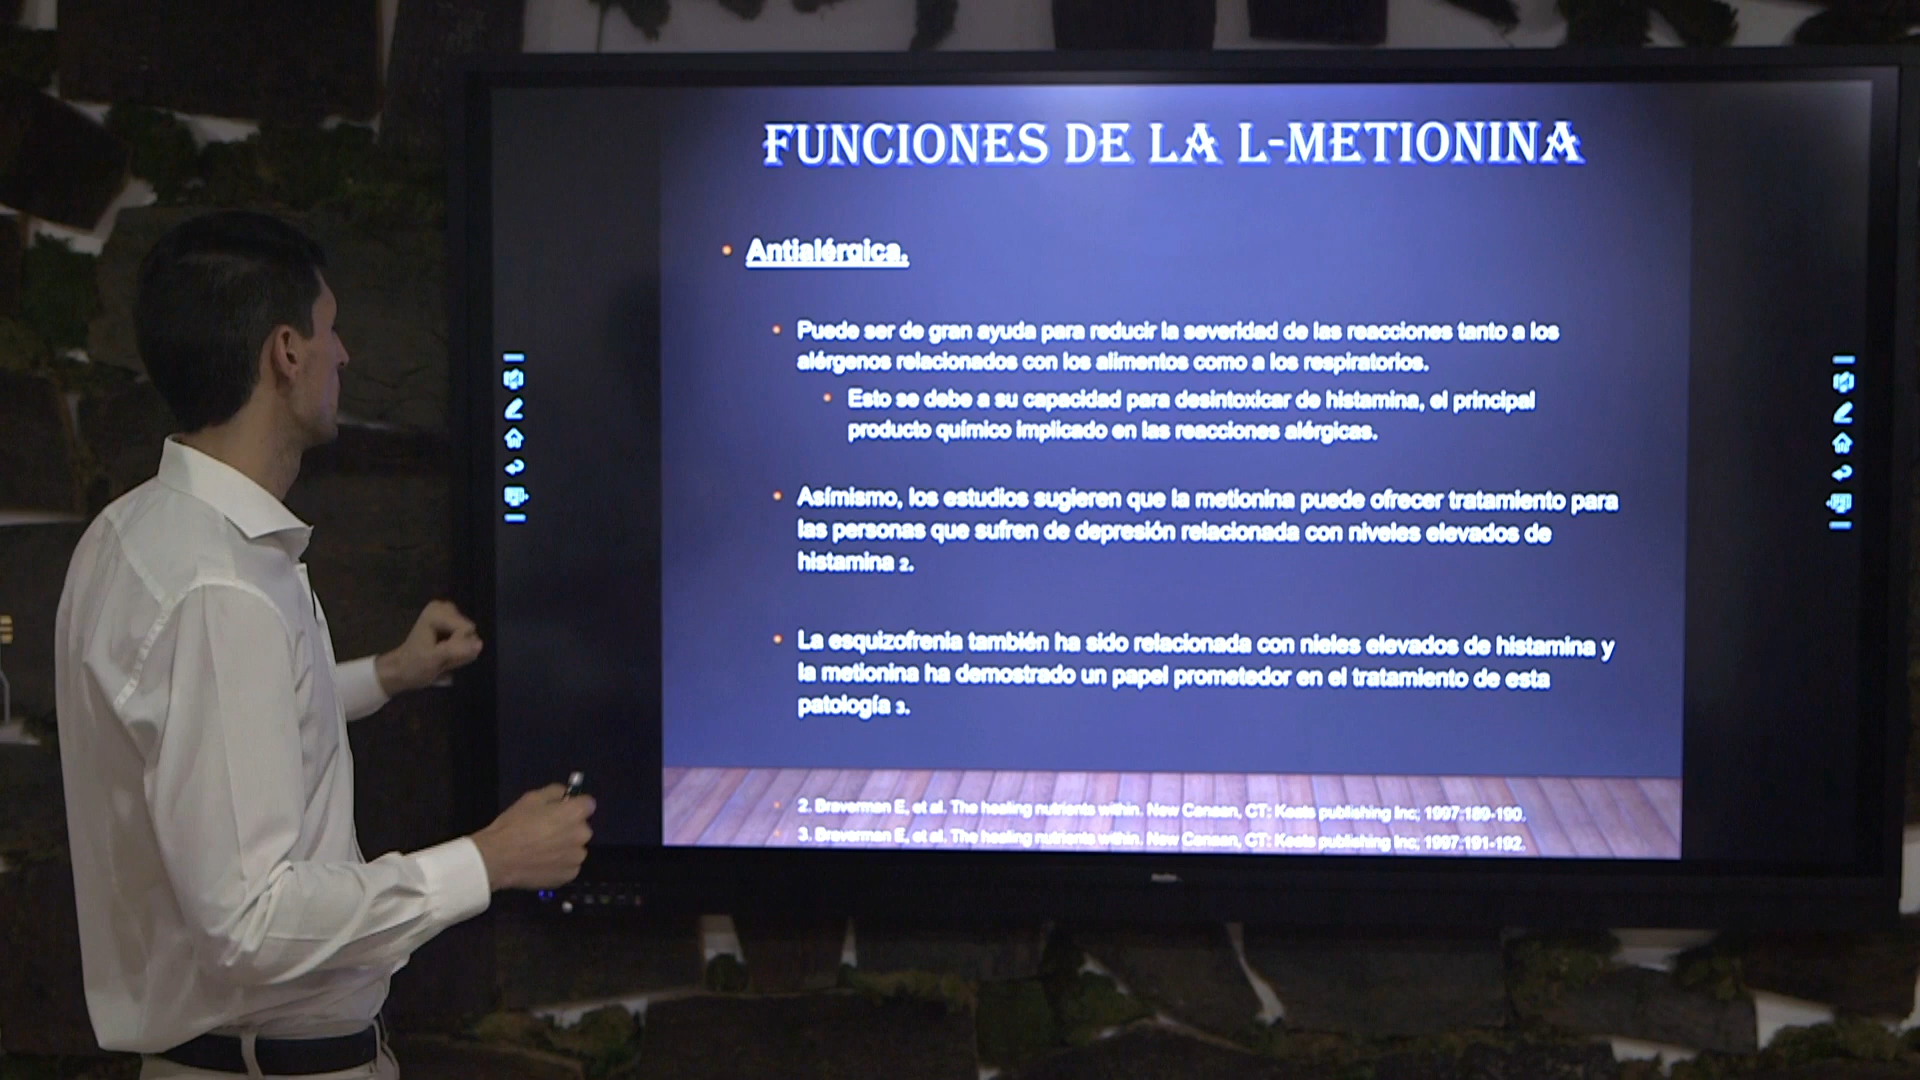 FUNCIONES DE LA L-METIONINA
• Antialérgica.
• Puede ser de gran ayuda para reducir la severidad de las reacciones tanto a los
alérgenos relacionados con los alimentos como a los respiratorios.
• Esto se debe a su capacidad para desintoxicar de histamina, el principal
producto químico implicado en las reacciones alérgicas.
• Asímismo, los estudios sugieren que la metionina puede ofrecer tratamiento para
las personas que sufren de depresión relacionada con niveles elevados de
histamina 2.
• La esquizofrenia también ha sido relacionada con nieles elevados de histamina y
la metionina ha demostrado un papel prometedor en el tratamiento de esta
patología 3.
• 2. Braverman E, et al. The healing nutrients within. New Canaan, CT: Keats publishing Inc; 1997:189-190.
• 3. Braverman E, et al. The healing nutrients within. New Canaan, CT: Keats publishing Inc; 1997:191-192.